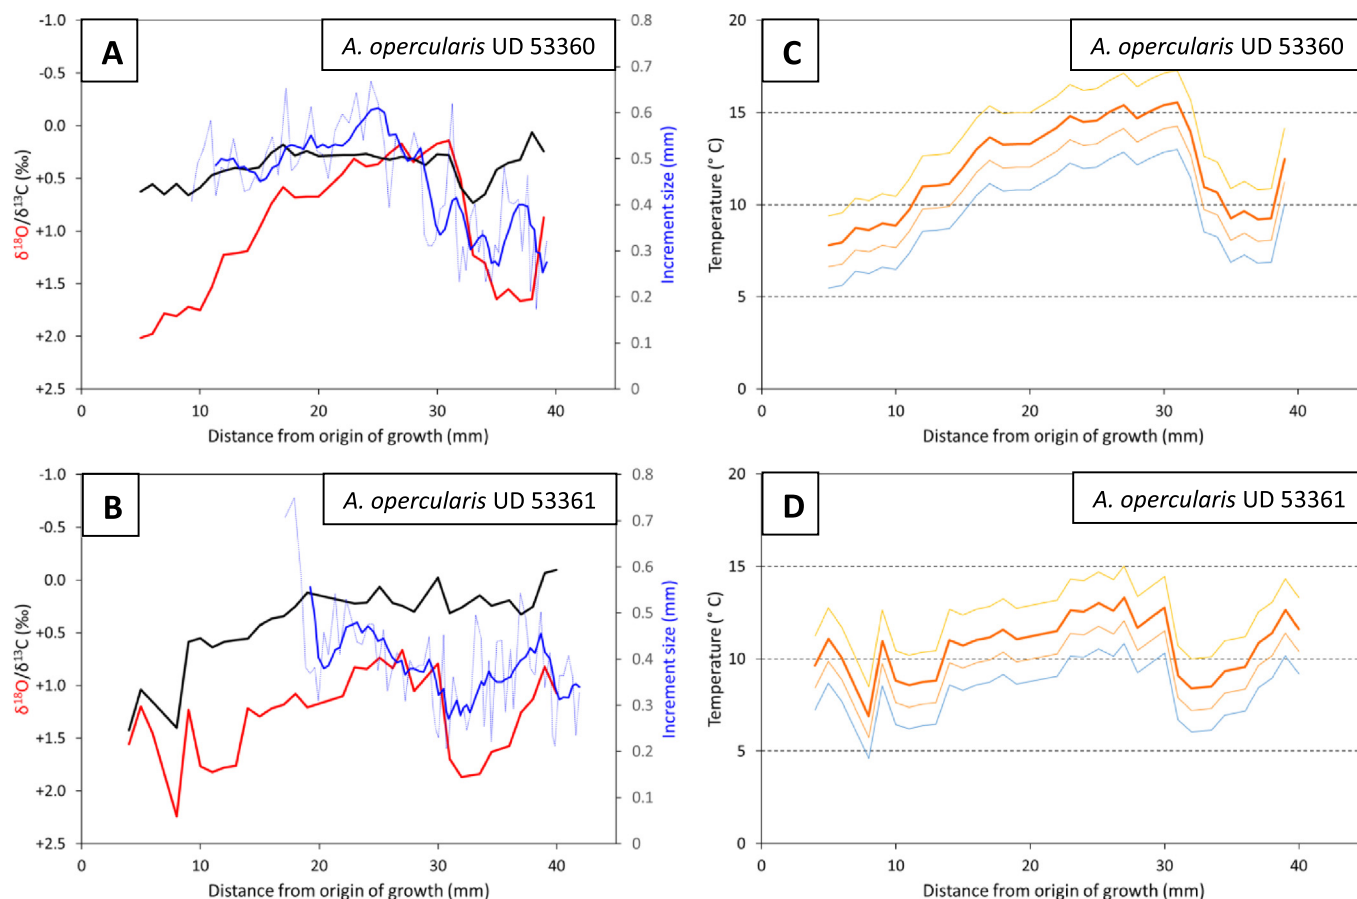 A
A. opercularis UD 53360
-1.0
-0.5
0.0
+0.5
+1.0
+1.5
+2.0
+2.5
δ18O/δ13C (‰)
0.8
0.7
0.6
0.5
0.4
0.3
0.2
0.1
0
Increment size (mm)
0 10 20 30 40
Distance from origin of growth (mm)
C
A. opercularis UD 53360
20
15
10
5
0
Temperature (° C)
0 10 20 30 40
Distance from origin of growth (mm)
B
A. opercularis UD 53361
-1.0
-0.5
0.0
+0.5
+1.0
+1.5
+2.0
+2.5
δ18O/δ13C (‰)
0.8
0.7
0.6
0.5
0.4
0.3
0.2
0.1
0
Increment size (mm)
0 10 20 30 40
Distance from origin of growth (mm)
D
A. opercularis UD 53361
20
15
10
5
0
Temperature (° C)
0 10 20 30 40
Distance from origin of growth (mm)